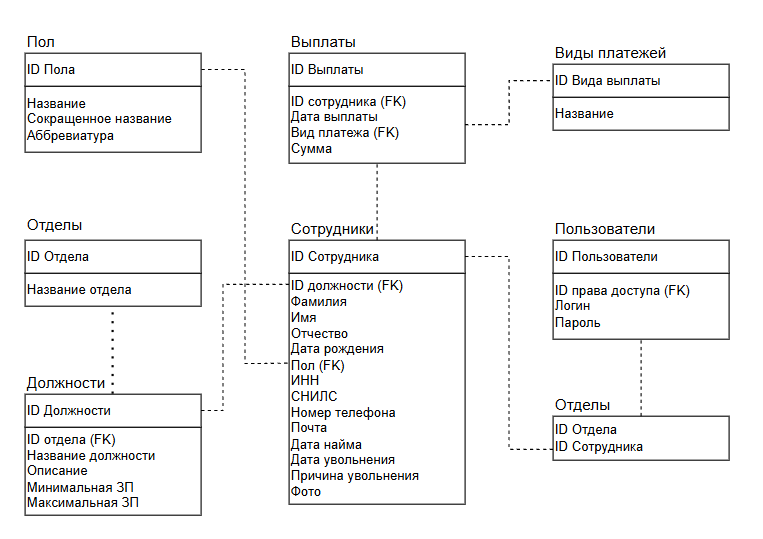 Пол
ID Пола
Название
Сокращенное название
Аббревиатура
Выплаты
ID Выплаты
ID сотрудника (FK)
Дата выплаты
Вид платежа (FK)
Сумма
Виды платежей
ID Вида выплаты
Название
Отделы
ID Отдела
Название отдела
Сотрудники
ID Сотрудника
ID должности (FK)
Фамилия
Имя
Отчество
Дата рождения
Пол (FK)
ИНН
СНИЛС
Номер телефона
Почта
Дата найма
Дата увольнения
Причина увольнения
Фото
Пользователи
ID Пользователи
ID права доступа (FK)
Логин
Пароль
Должности
ID Должности
ID отдела (FK)
Название должности
Описание
Минимальная ЗП
Максимальная ЗП
Отделы
ID Отдела
ID Сотрудника